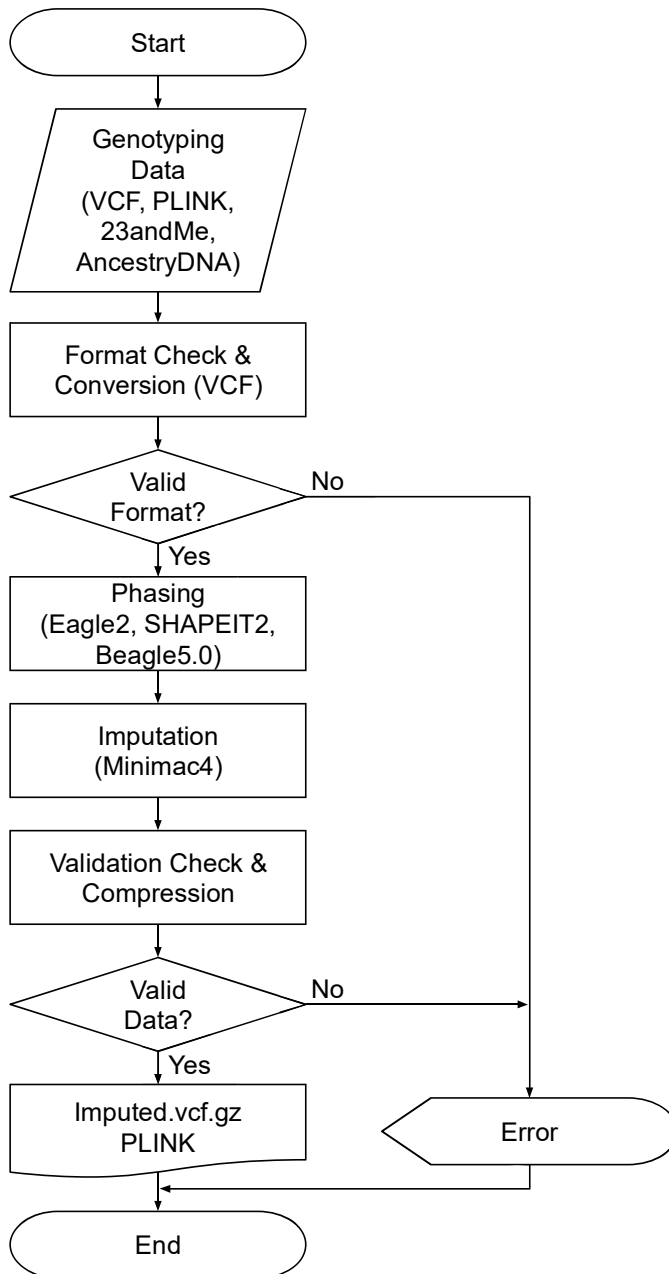 Start
Genotyping
Data
(VCF, PLINK,
23andMe,
AncestryDNA)
Format Check &
Conversion (VCF)
Valid
Format?
No
Yes
Phasing
(Eagle2, SHAPEIT2,
Beagle5.0)
Imputation
(Minimac4)
Validation Check &
Compression
Valid
Data?
No
Yes
Imputed.vcf.gz
PLINK
Error
End